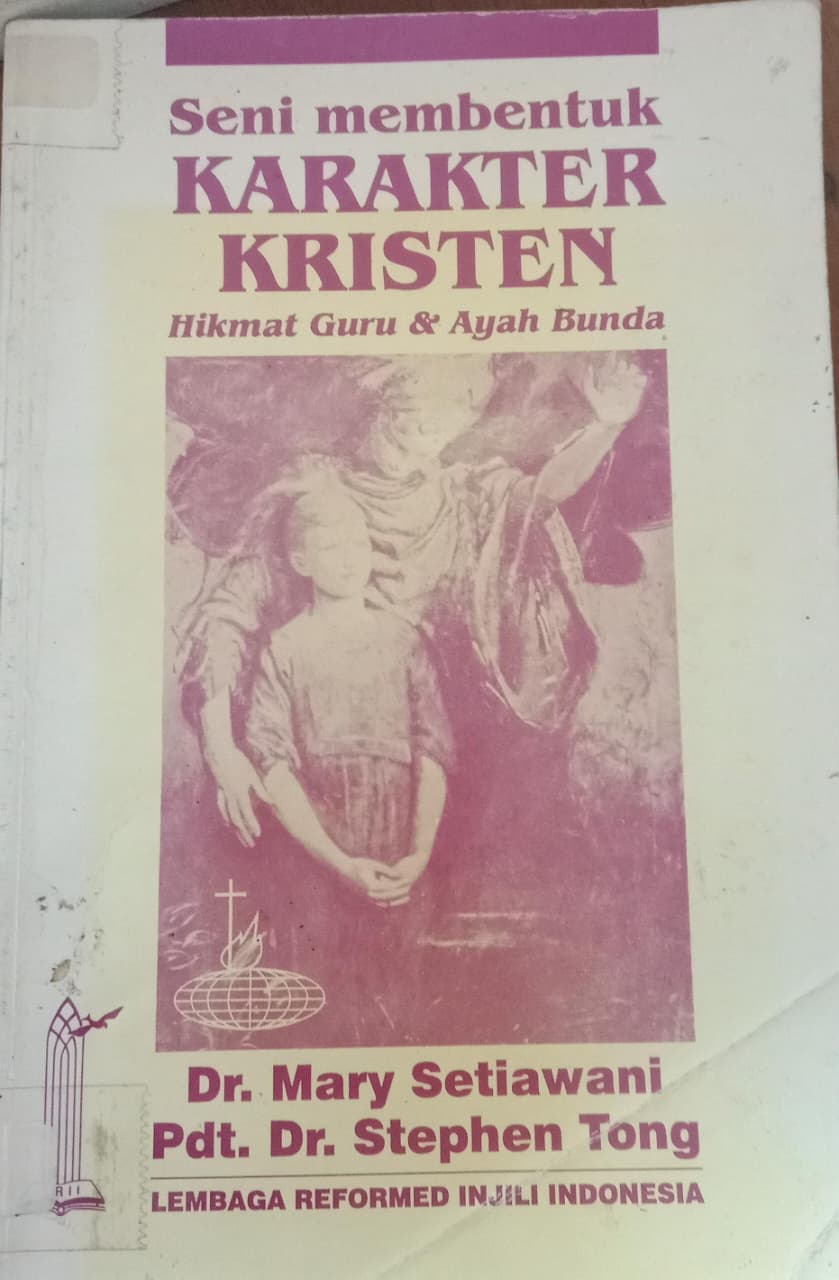 Seni membentuk
KARAKTER
KRISTEN
Hikmat Guru & Ayah Bunda
Dr. Mary Setiawani
Pdt. Dr. Stephen Tong
LEMBAGA REFORMED INJILI INDONESIA
RII